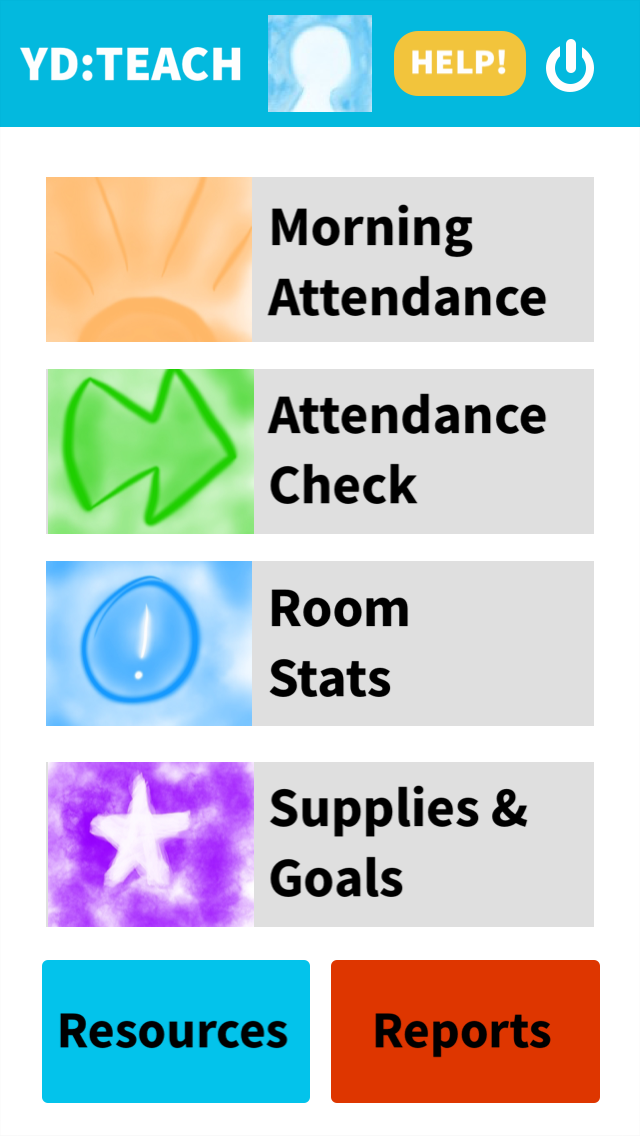 YD:TEACH
HELP!
Morning
Attendance
Attendance
Check
Room
Stats
Supplies &
Goals
Resources
Reports